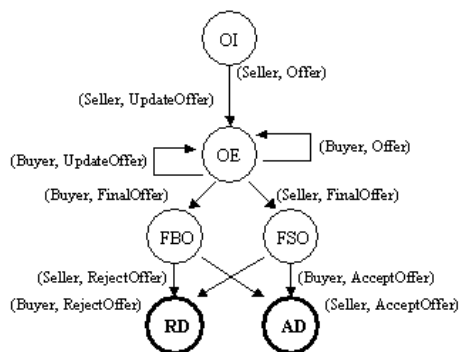 OI
(Seller, Offer)
(Seller, UpdateOffer)
OE
(Buyer, Offer)
(Buyer, UpdateOffer)
(Buyer, FinalOffer)
(Seller, FinalOffer)
FBO
FSO
(Seller, RejectOffer)
(Buyer, AcceptOffer)
(Buyer, RejectOffer)
(Seller, AcceptOffer)
RD
AD